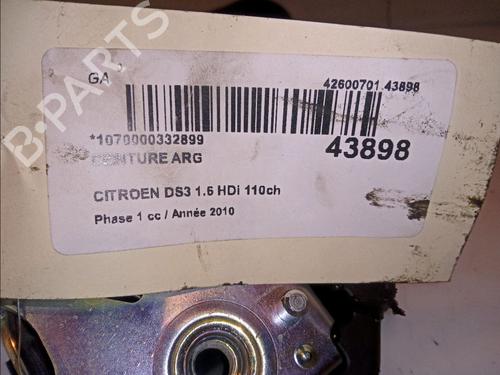 GA
42600701.43898
*1070000332899
43898
CEINTURE ARG
CITROEN DS3 1.6 HDi 110ch
Phase 1 cc / Année 2010
B-PARTS